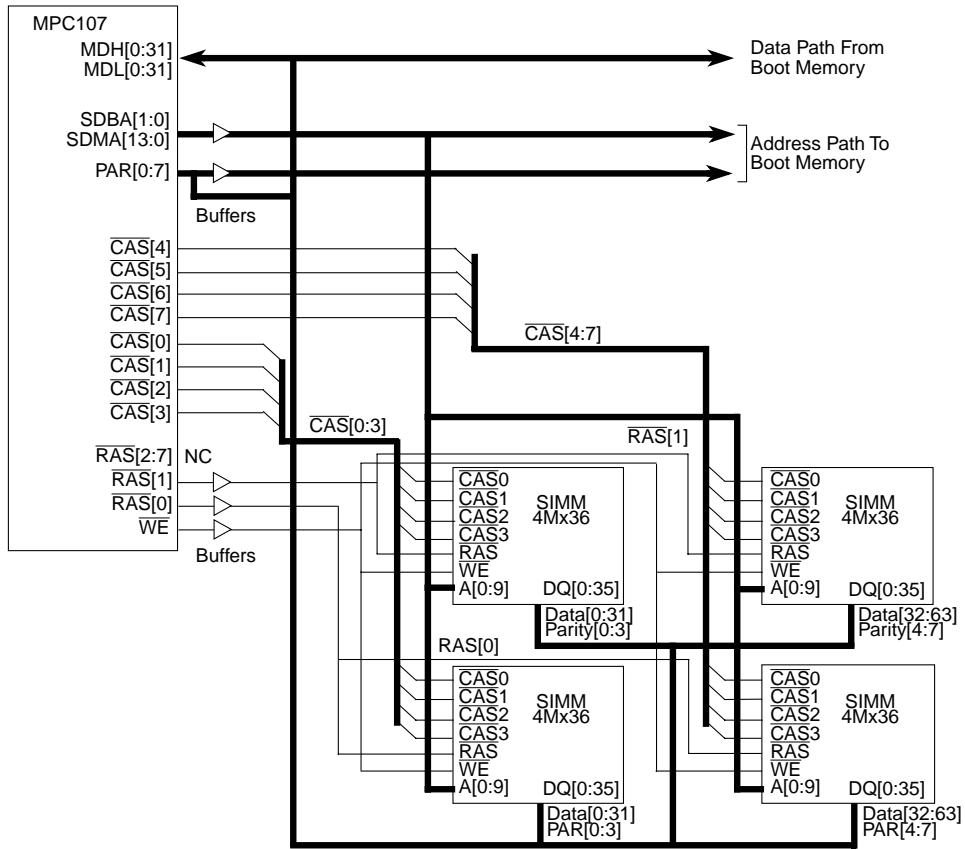 MPC107
MDH[0:31]
MDL[0:31]
Data Path From
Boot Memory
SDBA[1:0]
SDMA[13:0]
Address Path To
Boot Memory
PAR[0:7]
Buffers
CAS[4]
CAS[5]
CAS[6]
CAS[7]
CAS[4:7]
CAS[0]
CAS[1]
CAS[2]
CAS[3]
CAS[0:3]
RAS[1]
RAS[2:7] NC
RAS[1]
RAS[0]
WE
Buffers
CAS0
CAS1
CAS2
CAS3
RAS
WE
A[0:9]
SIMM
4Mx36
DQ[0:35]
Data[0:31]
Parity[0:3]
CAS0
CAS1
CAS2
CAS3
RAS
WE
A[0:9]
SIMM
4Mx36
DQ[0:35]
Data[32:63]
Parity[4:7]
RAS[0]
CAS0
CAS1
CAS2
CAS3
RAS
WE
A[0:9]
SIMM
4Mx36
DQ[0:35]
Data[0:31]
PAR[0:3]
CAS0
CAS1
CAS2
CAS3
RAS
WE
A[0:9]
SIMM
4Mx36
DQ[0:35]
Data[32:63]
PAR[4:7]